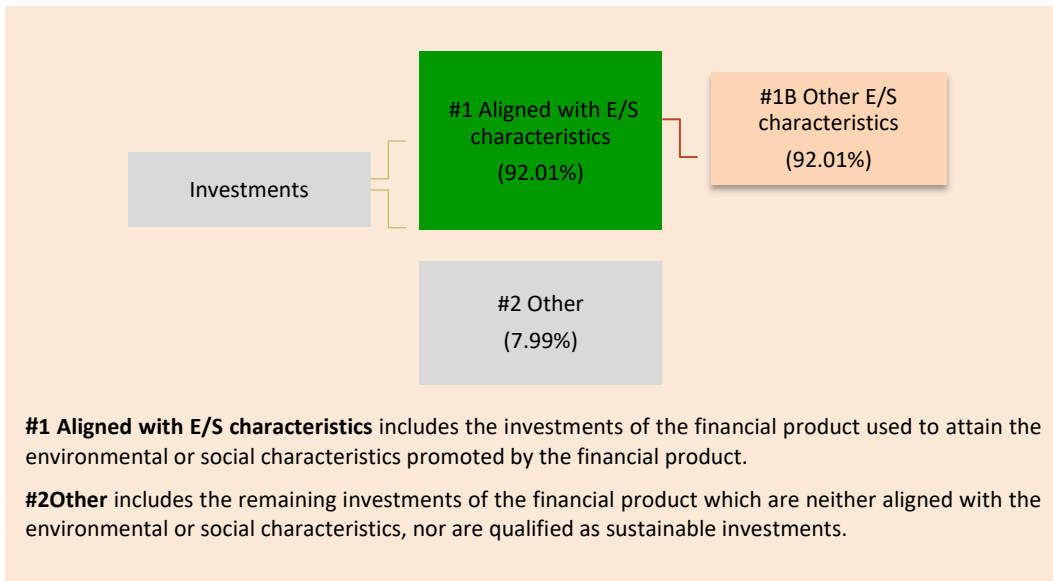 #1 Aligned with E/S
characteristics
(92.01%)
#1B Other E/S
characteristics
(92.01%)
Investments
#2 Other
(7.99%)
#1 Aligned with E/S characteristics includes the investments of the financial product used to attain the
environmental or social characteristics promoted by the financial product.
#2Other includes the remaining investments of the financial product which are neither aligned with the
environmental or social characteristics, nor are qualified as sustainable investments.